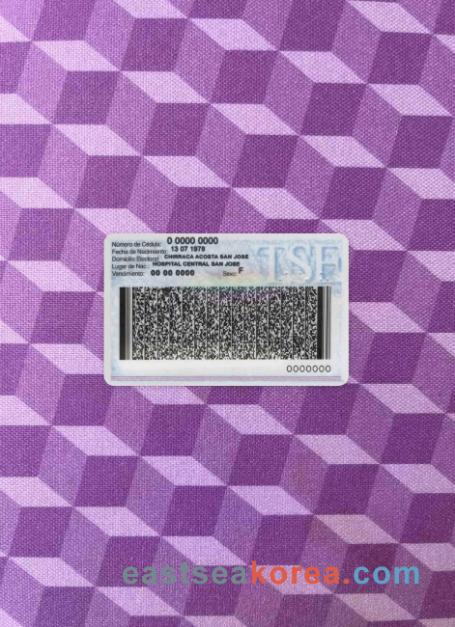 Número de Cédula: 0 0000 0000
Fecha de Nacimiento: 13 07 1978
Domicilio Electoral: CHIRRACA ACOSTA SAN JOSE
Lugar de Nac.: HOSPITAL CENTRAL SAN JOSE
Vencimiento: 00 00 0000 Sexo: F
TSE
0000000
eastseakorea.com